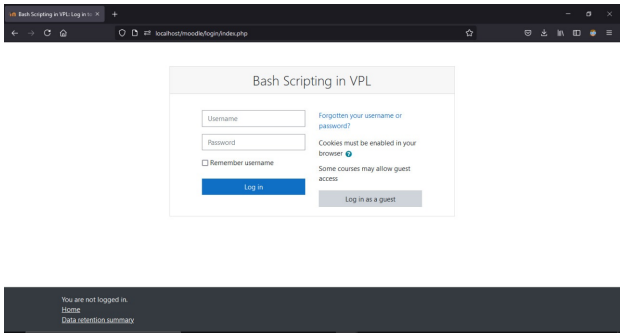 Bash Scripting in VPL: Log in to
localhost/moodle/login/index.php
Bash Scripting in VPL
Username
Password
Remember username
Log in
Forgotten your username or
password?
Cookies must be enabled in your
browser
Some courses may allow guest
access
Log in as a guest
You are not logged in.
Home
Data retention summary